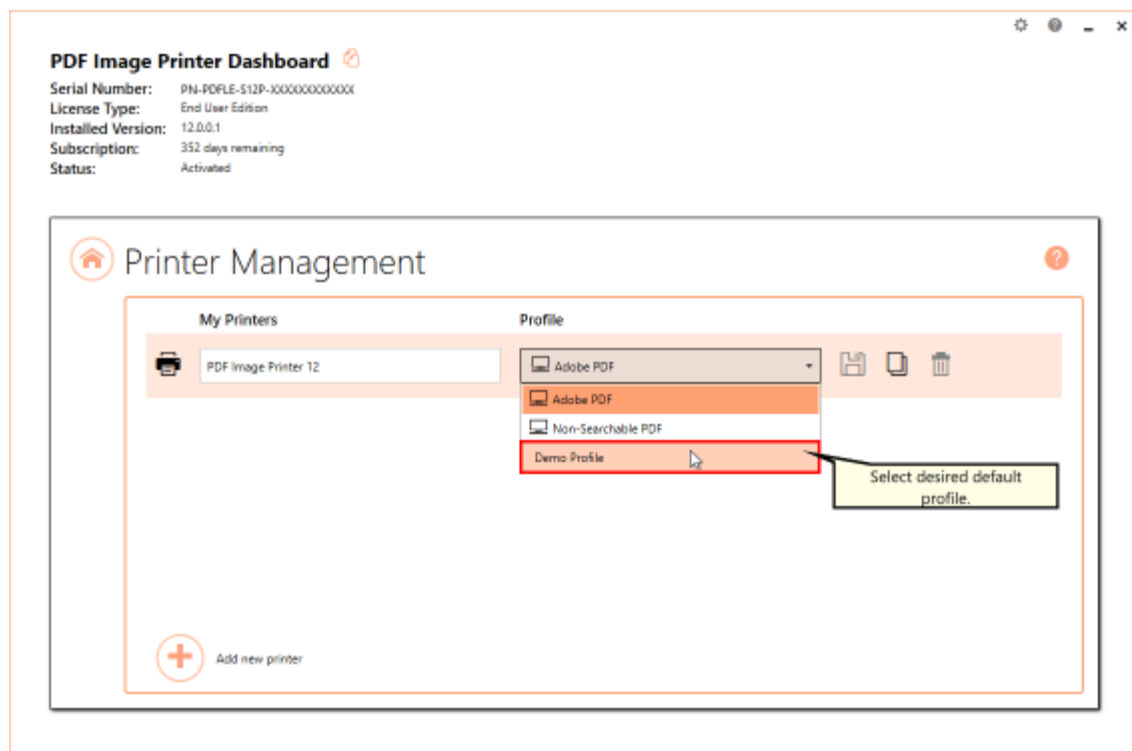 PDF Image Printer Dashboard
Serial Number: PN-PDFLE-S12P-XXXXXXXXXXXX
License Type: End User Edition
Installed Version: 12.0.0.1
Subscription: 352 days remaining
Status: Activated
Printer Management
My Printers Profile
PDF Image Printer 12 Adobe PDF
Adobe PDF
Non-Searchable PDF
Demo Profile
Select desired default
profile.
Add new printer